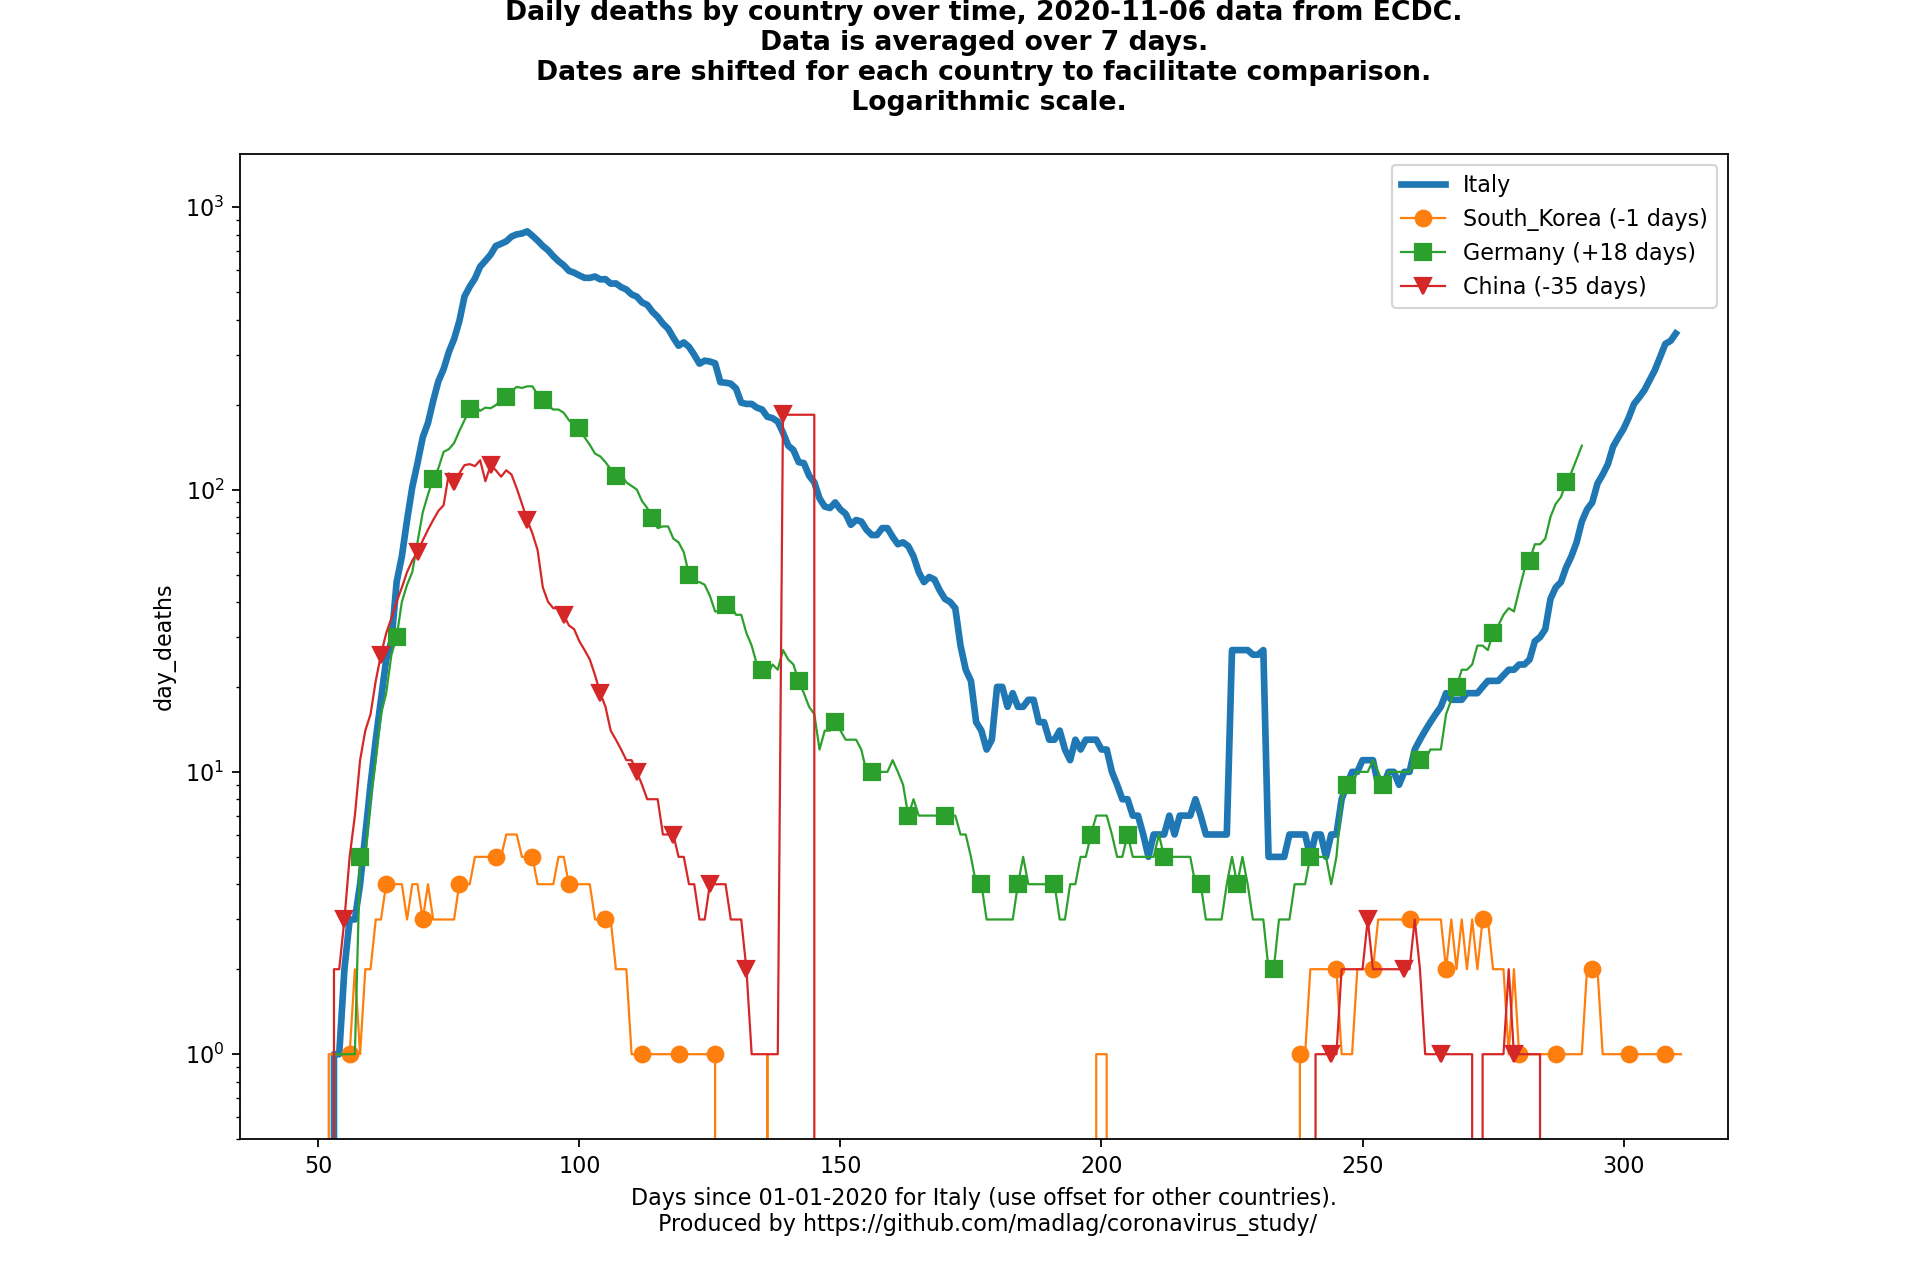 Daily deaths by country over time, 2020-11-06 data from ECDC.
Data is averaged over 7 days.
Dates are shifted for each country to facilitate comparison.
Logarithmic scale.
Italy
South_Korea (-1 days)
Germany (+18 days)
China (-35 days)
10³
10²
10¹
10⁰
day_deaths
50 100 150 200 250 300
Days since 01-01-2020 for Italy (use offset for other countries).
Produced by https://github.com/madlag/coronavirus_study/